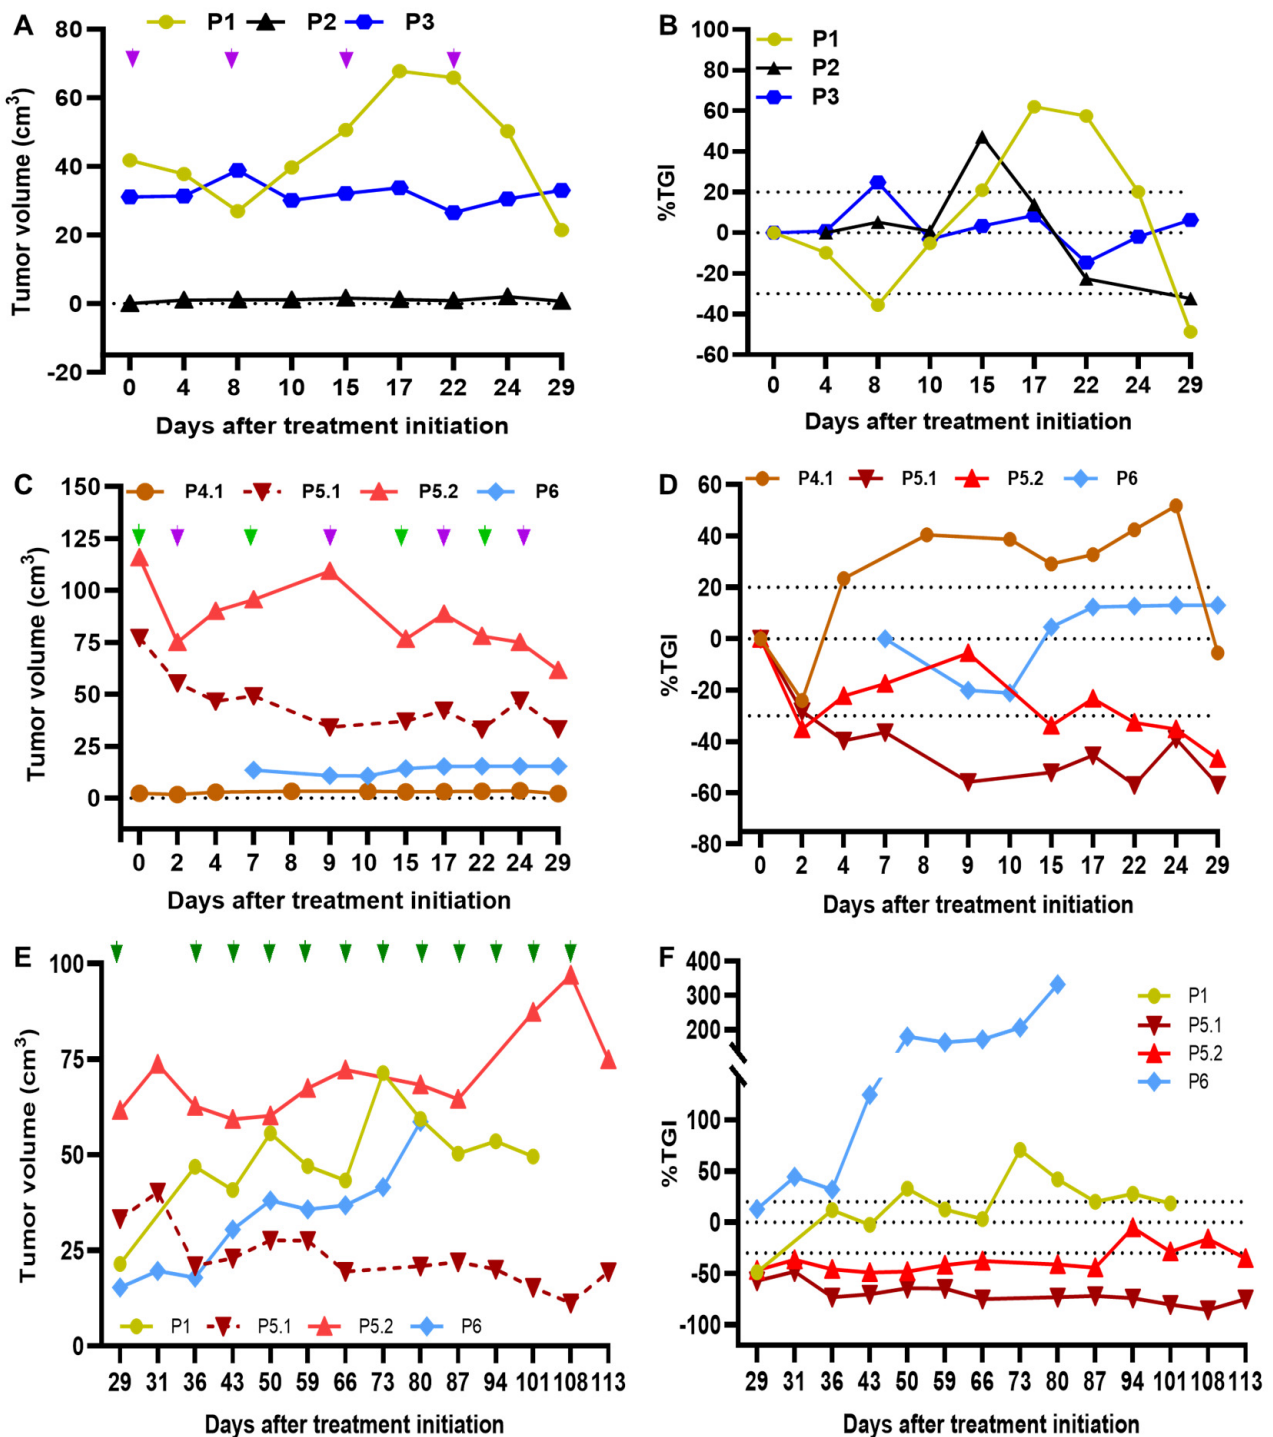 A
P1 P2 P3
Tumor volume (cm³)
80
60
40
20
0
-20
0 4 8 10 15 17 22 24 29
Days after treatment initiation
B
P1
P2
P3
%TGI
100
80
60
40
20
0
-20
-40
-60
0 4 8 10 15 17 22 24 29
Days after treatment initiation
C
P4.1 P5.1 P5.2 P6
Tumor volume (cm³)
150
125
100
75
50
25
0
0 2 4 7 8 9 10 15 17 22 24 29
Days after treatment initiation
D
P4.1 P5.1 P5.2 P6
%TGI
60
40
20
0
-20
-40
-60
-80
0 2 4 7 8 9 10 15 17 22 24 29
Days after treatment initiation
E
Tumor volume (cm³)
100
75
50
25
0
P1 P5.1 P5.2 P6
29 31 36 43 50 59 66 73 80 87 94 101 108 113
Days after treatment initiation
F
P1
P5.1
P5.2
P6
%TGI
400
300
200
100
50
0
-50
-100
29 31 36 43 50 59 66 73 80 87 94 101 108 113
Days after treatment initiation